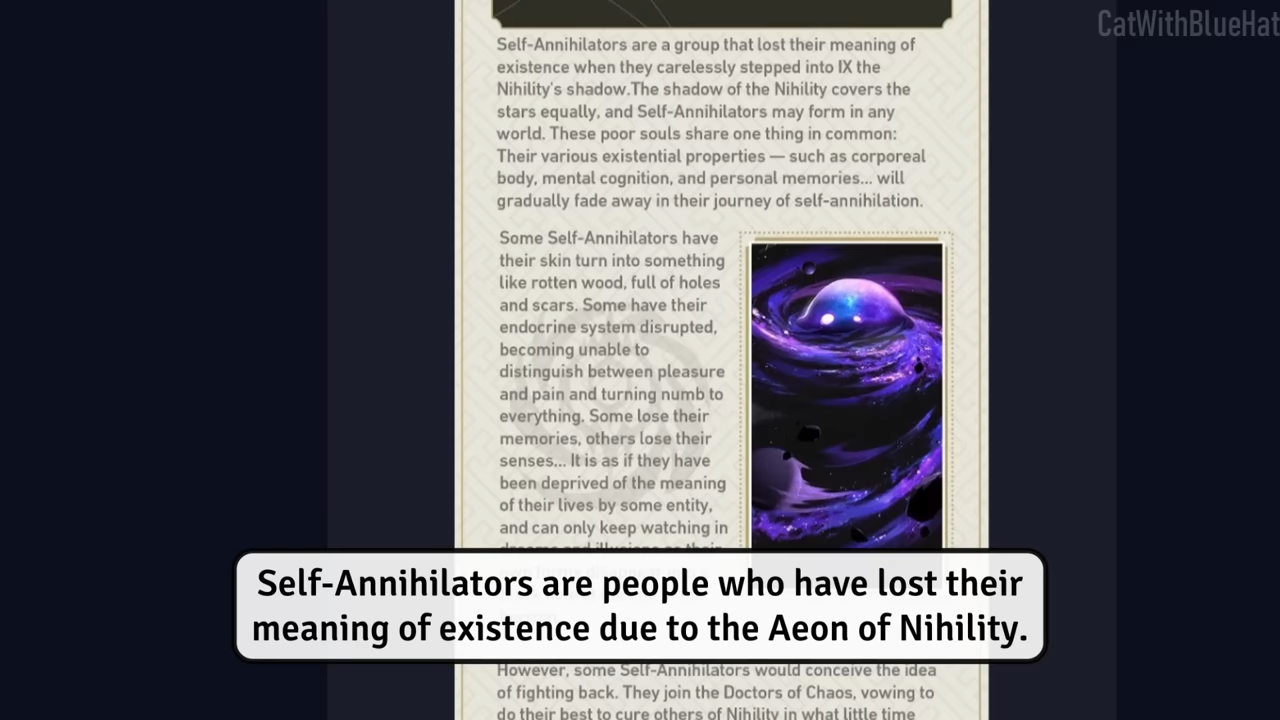 CatWithBlueHat
Self-Annihilators are a group that lost their meaning of
existence when they carelessly stepped into IX the
Nihility's shadow.The shadow of the Nihility covers the
stars equally, and Self-Annihilators may form in any
world. These poor souls share one thing in common:
Their various existential properties — such as corporeal
body, mental cognition, and personal memories... will
gradually fade away in their journey of self-annihilation.
Some Self-Annihilators have
their skin turn into something
like rotten wood, full of holes
and scars. Some have their
endocrine system disrupted,
becoming unable to
distinguish between pleasure
and pain and turning numb to
everything. Some lose their
memories, others lose their
senses... It is as if they have
been deprived of the meaning
of their lives by some entity,
and can only keep watching in
Self-Annihilators are people who have lost their
meaning of existence due to the Aeon of Nihility.
However, some Self-Annihilators would conceive the idea
of fighting back. They join the Doctors of Chaos, vowing to
do their best to cure others of Nihility in what little time